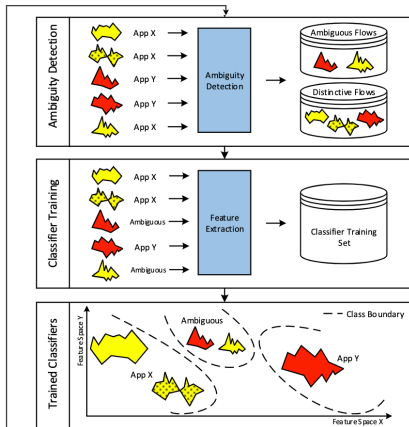 Ambiguity Detection
App X
App X
App Y
App Y
App X
Ambiguity
Detection
Ambiguous Flows
Distinctive Flows
Classifier Training
App X
App X
Ambiguous
App Y
Ambiguous
Feature
Extraction
Classifier Training
Set
Trained Classifiers
Feature Space Y
Ambiguous
Class Boundary
App X
App Y
Feature Space X